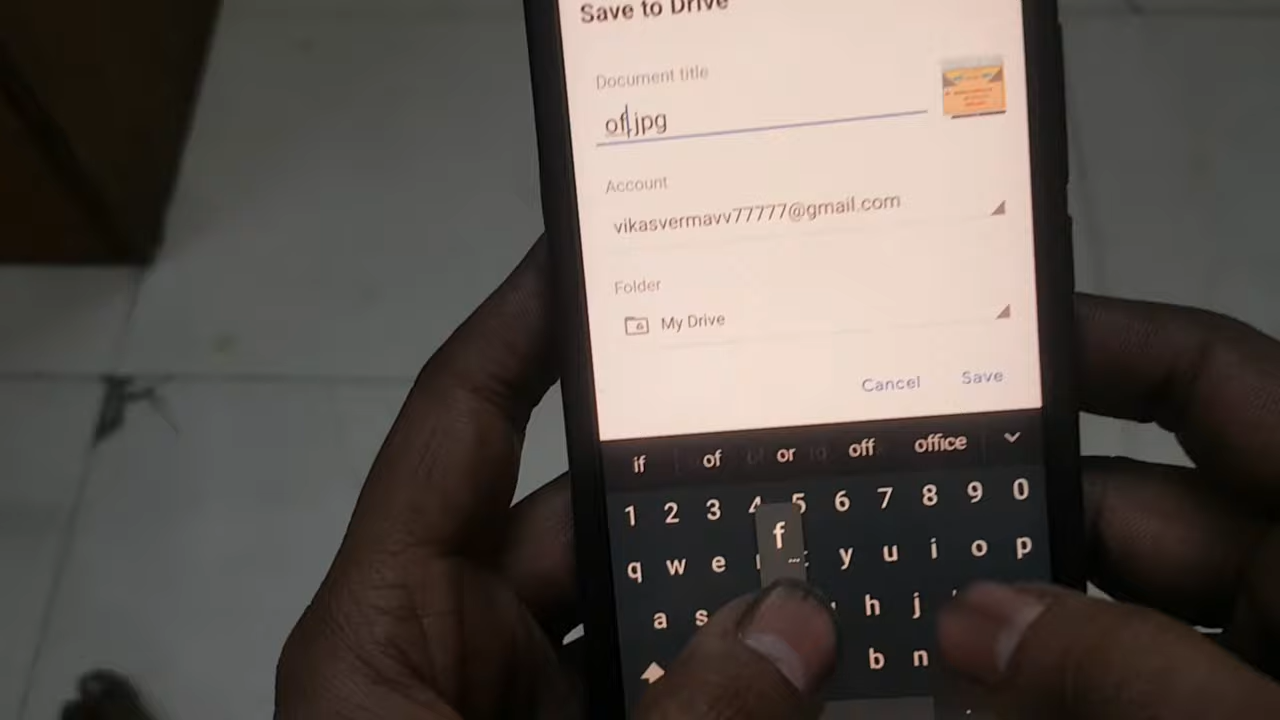 Save to Drive
Document title
of.jpg
Account
vikasvermavv77777@gmail.com
Folder
My Drive
Cancel Save
if of or off office
1 2 3 4 5 6 7 8 9 0
f
q w e y u i o p
a s h j
b n